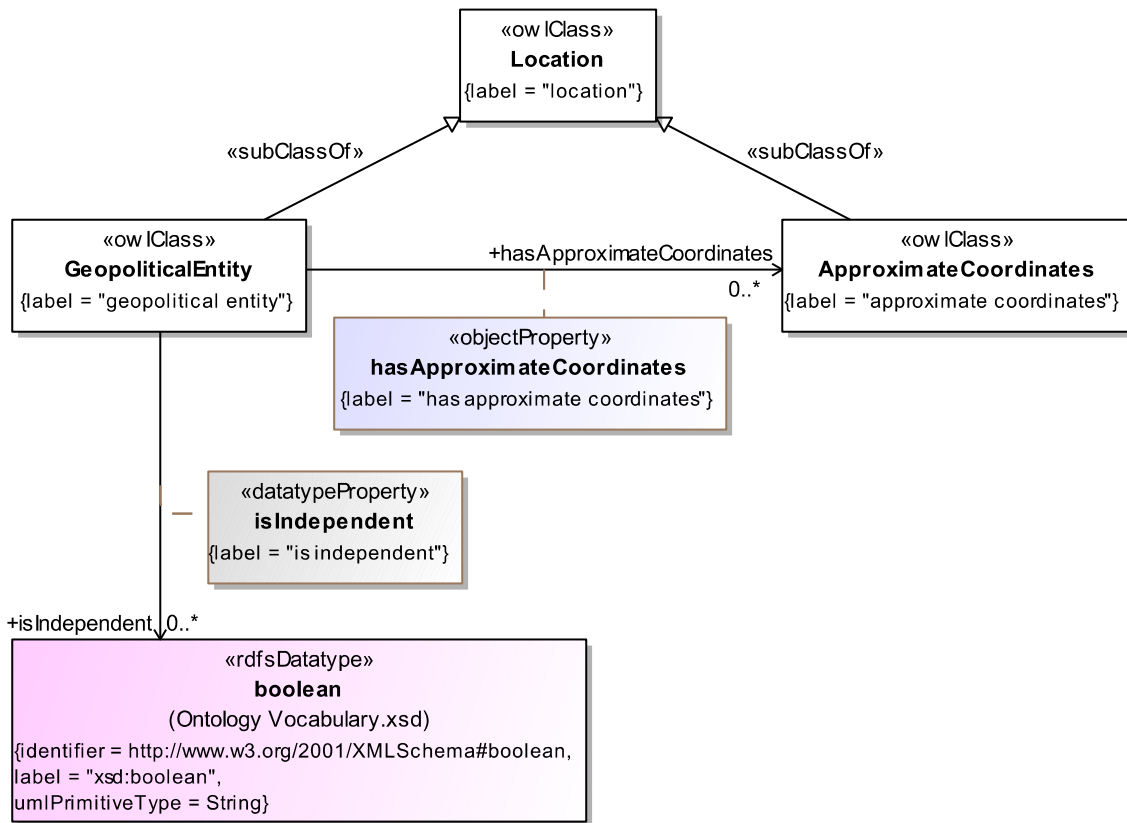 «owlClass»
Location
{label = "location"}
«subClassOf»
«subClassOf»
«owlClass»
GeopoliticalEntity
{label = "geopolitical entity"}
+hasApproximateCoordinates
0..*
«owlClass»
ApproximateCoordinates
{label = "approximate coordinates"}
«objectProperty»
hasApproximateCoordinates
{label = "has approximate coordinates"}
«datatypeProperty»
isIndependent
{label = "is independent"}
+isIndependent
0..*
«rdfsDatatype»
boolean
(Ontology Vocabulary.xsd)
{identifier = http://www.w3.org/2001/XMLSchema#boolean,
label = "xsd:boolean",
umlPrimitiveType = String}